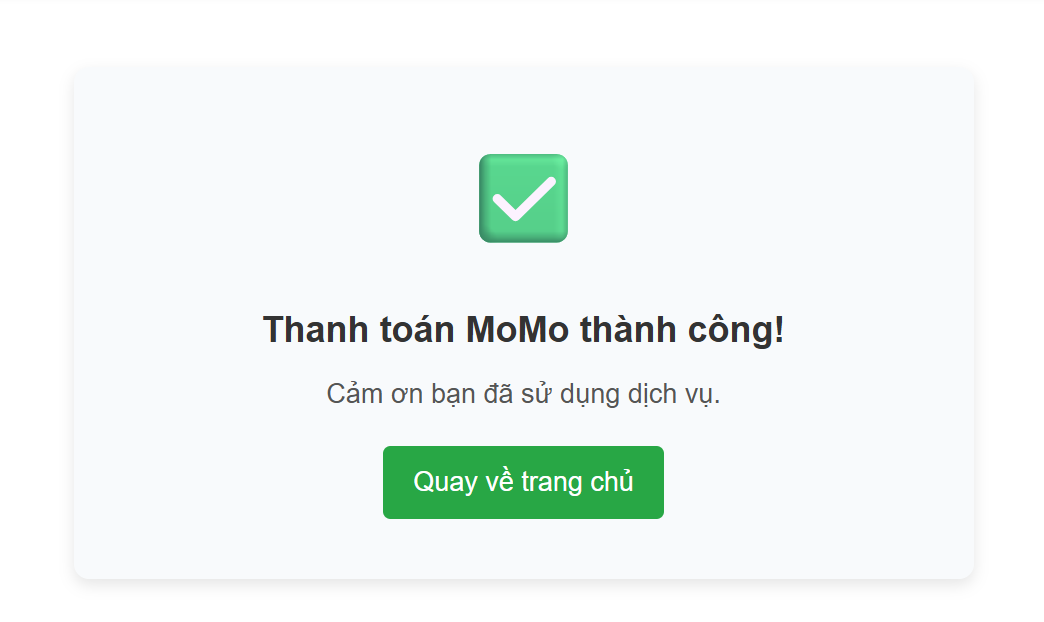 Thanh toán MoMo thành công!
Cảm ơn bạn đã sử dụng dịch vụ.
Quay về trang chủ